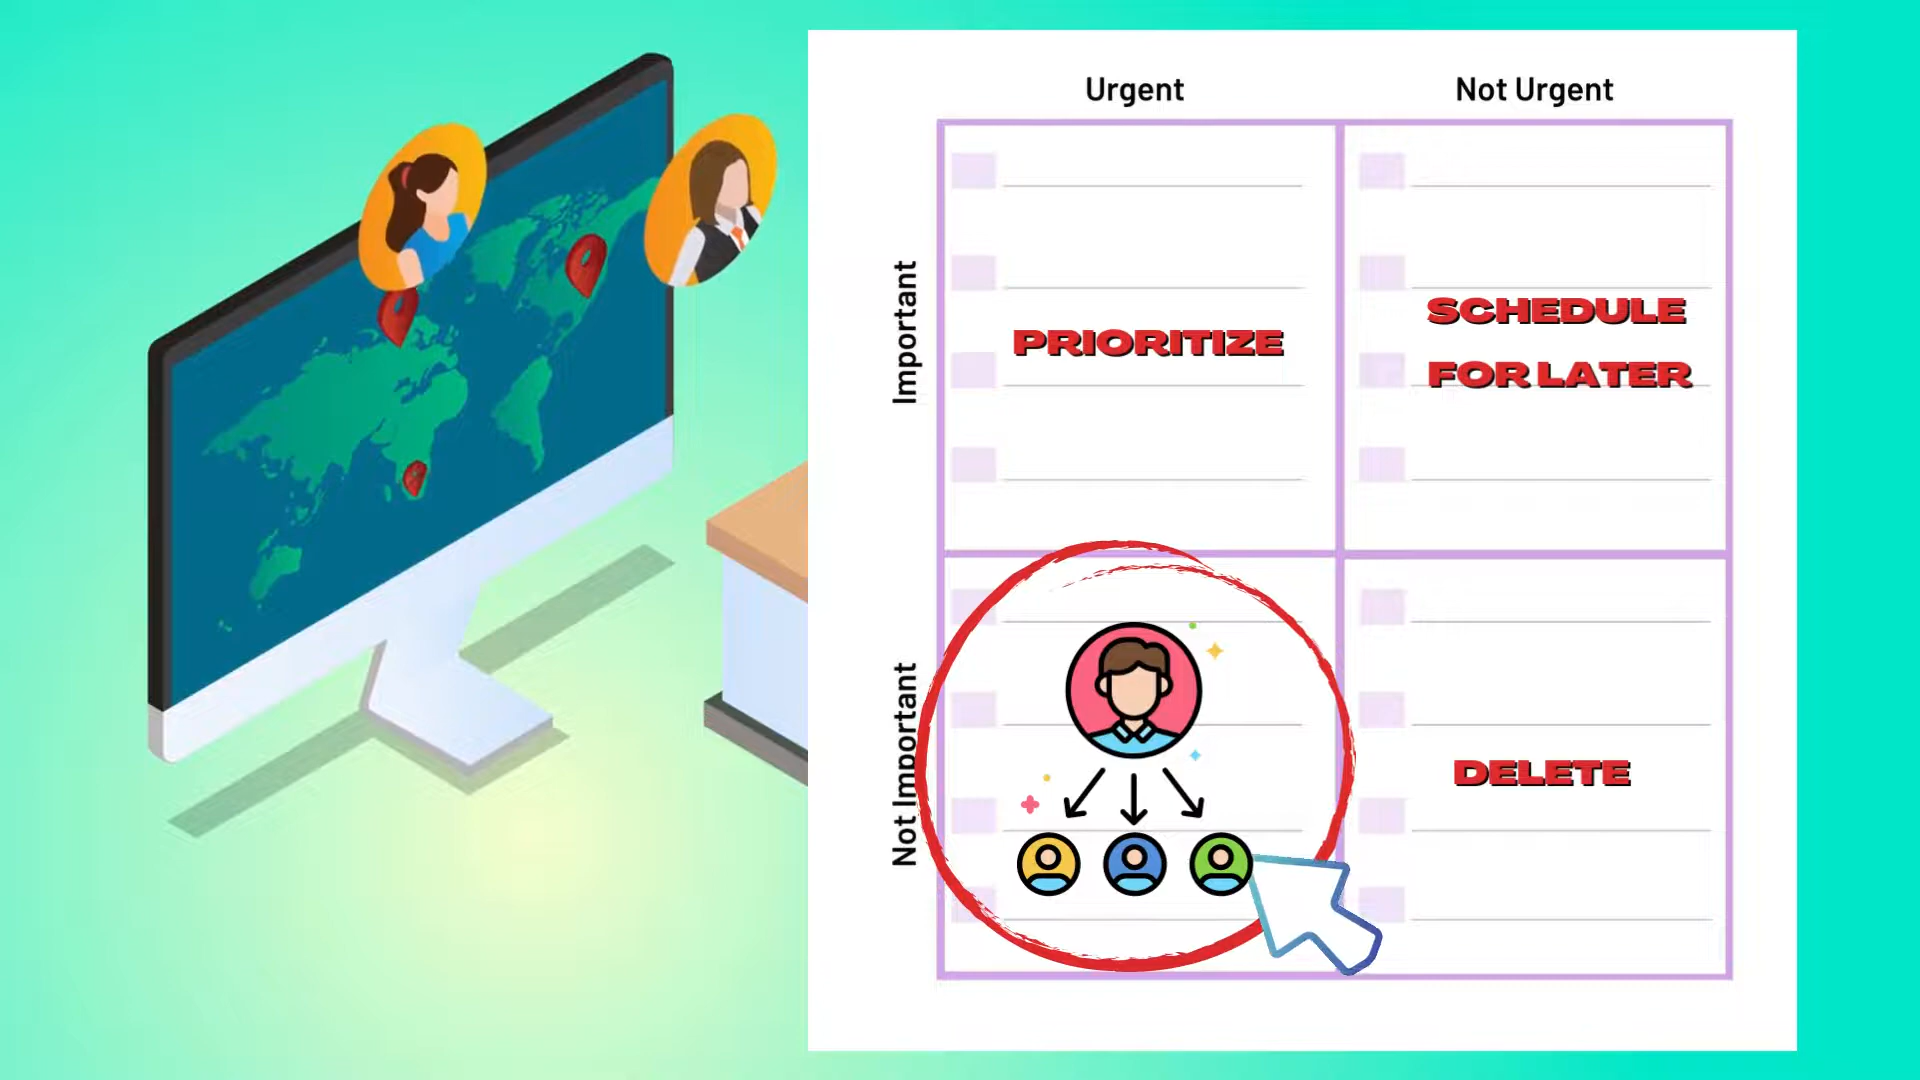 Urgent
Not Urgent
Important
PRIORITIZE
SCHEDULE
FOR LATER
Not Important
DELETE